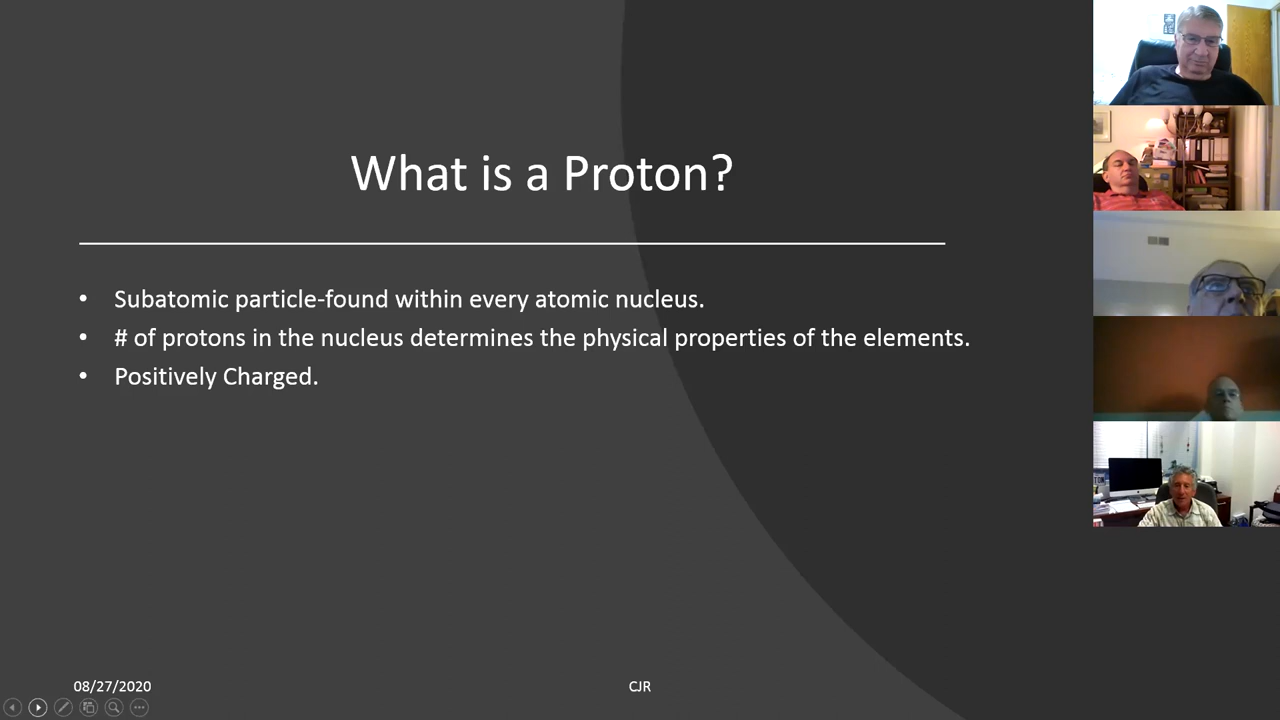 What is a Proton?
• Subatomic particle-found within every atomic nucleus.
• # of protons in the nucleus determines the physical properties of the elements.
• Positively Charged.
08/27/2020
CJR